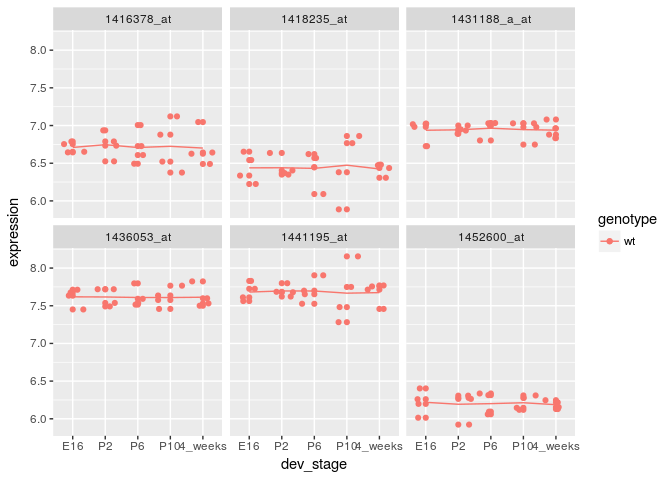 1416378_at 1418235_at 1431188_a_at
8.0
7.5
7.0
6.5
6.0
1436053_at 1441195_at 1452600_at
8.0
7.5
7.0
6.5
6.0
E16 P2 P6 P10 4_weeks E16 P2 P6 P10 4_weeks E16 P2 P6 P10 4_weeks
dev_stage
expression
genotype
wt